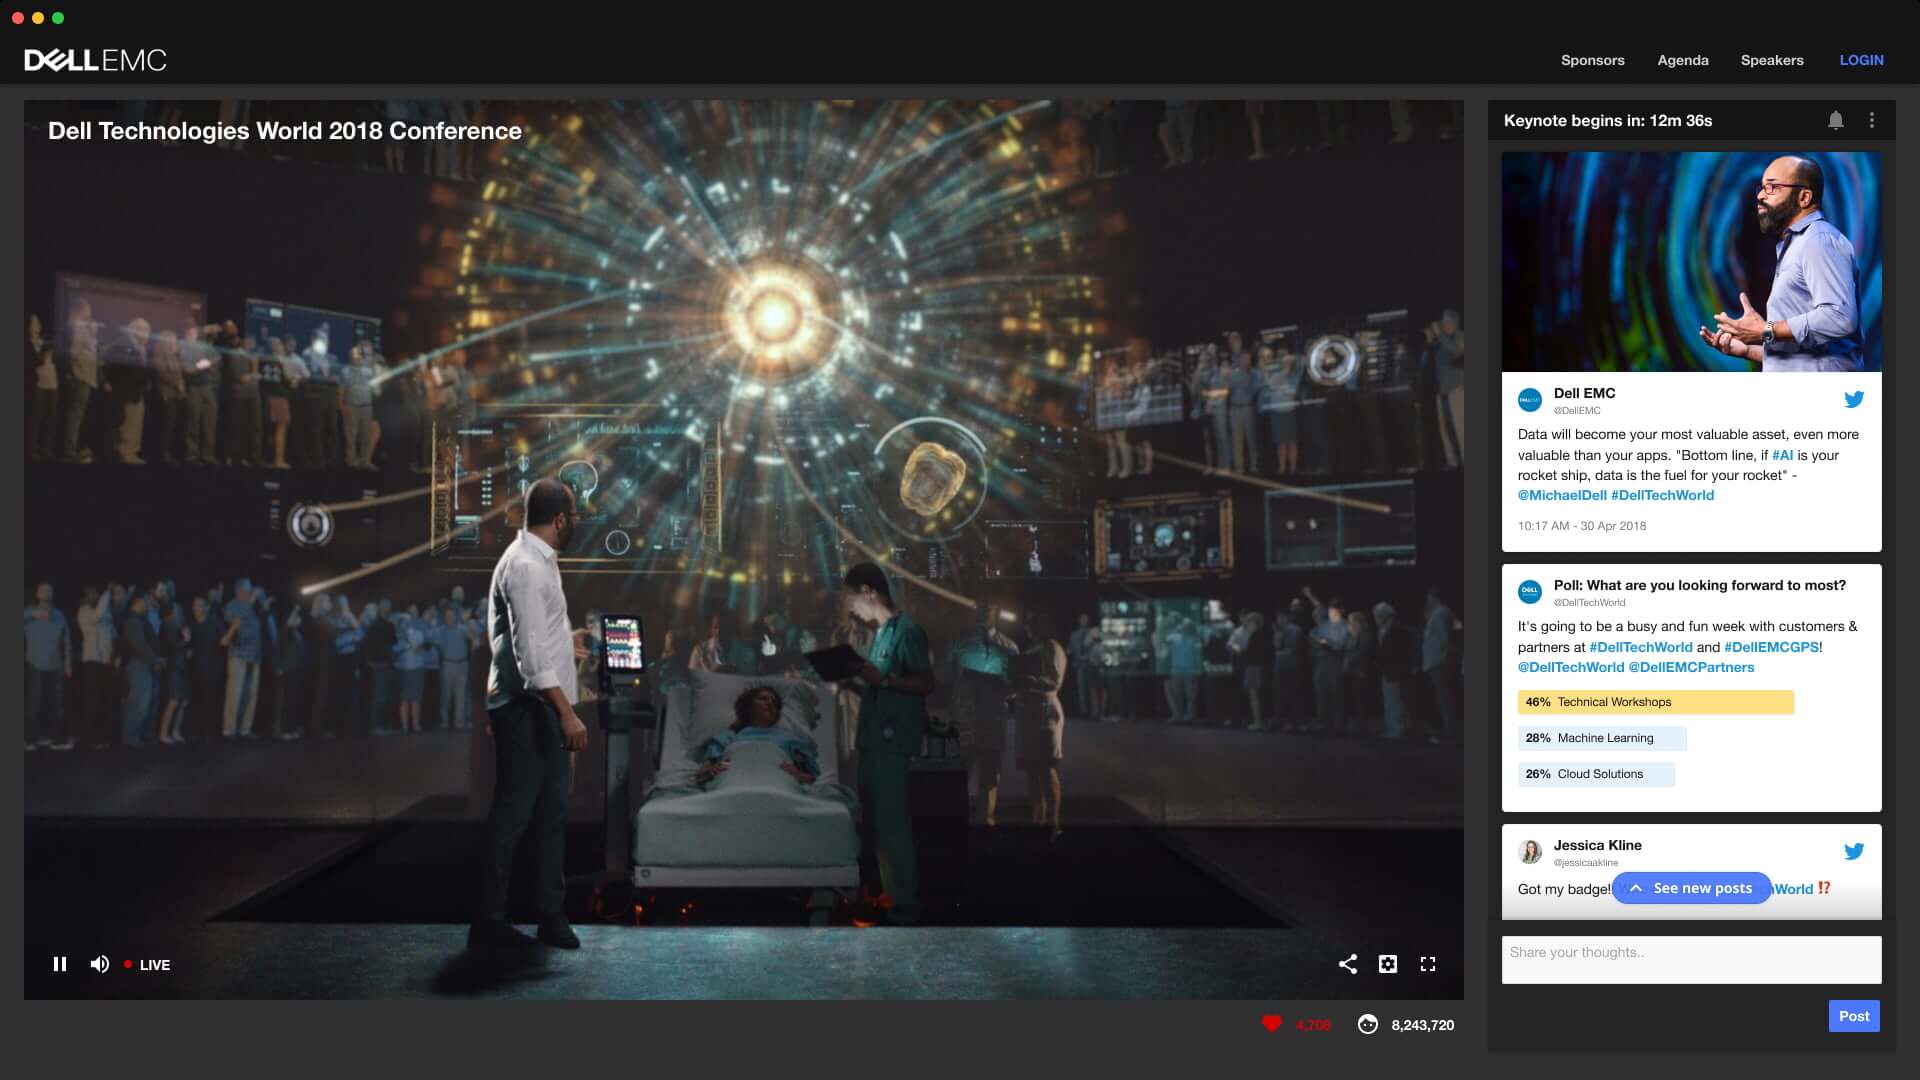 DELLEMC
Sponsors
Agenda
Speakers
LOGIN
Dell Technologies World 2018 Conference
LIVE
4,768
8,243,720
Keynote begins in: 12m 36s
Dell EMC
@DellEMC
Data will become your most valuable asset, even more
valuable than your apps. "Bottom line, if #AI is your
rocket ship, data is the fuel for your rocket" -
@MichaelDell #DellTechWorld
10:17 AM - 30 Apr 2018
Poll: What are you looking forward to most?
@DellTechWorld
It's going to be a busy and fun week with customers &
partners at #DellTechWorld and #DellEMCGPS!
@DellTechWorld @DellEMCPartners
46% Technical Workshops
28% Machine Learning
26% Cloud Solutions
Jessica Kline
@jessicaakline
Got my badge!!
World ⁉
See new posts
Share your thoughts..
Post